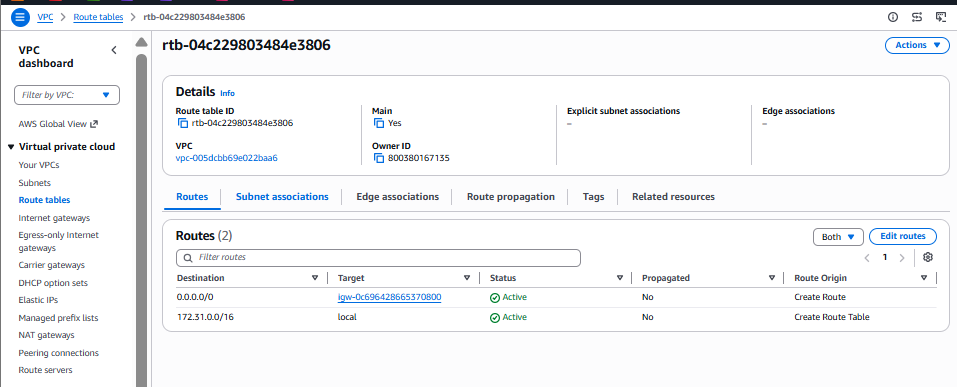 VPC > Route tables > rtb-04c229803484e3806
VPC dashboard
Filter by VPC:
AWS Global View
Virtual private cloud
Your VPCs
Subnets
Route tables
Internet gateways
Egress-only Internet gateways
Carrier gateways
DHCP option sets
Elastic IPs
Managed prefix lists
NAT gateways
Peering connections
Route servers
rtb-04c229803484e3806
Actions
Details Info
Route table ID
rtb-04c229803484e3806
Main
Yes
Explicit subnet associations
–
Edge associations
–
VPC
vpc-005dcbb69e022baa6
Owner ID
800380167135
Routes Subnet associations Edge associations Route propagation Tags Related resources
Routes (2)
Both
Edit routes
Filter routes
1
Destination Target Status Propagated Route Origin
0.0.0.0/0 igw-0c696428665370800 Active No Create Route
172.31.0.0/16 local Active No Create Route Table